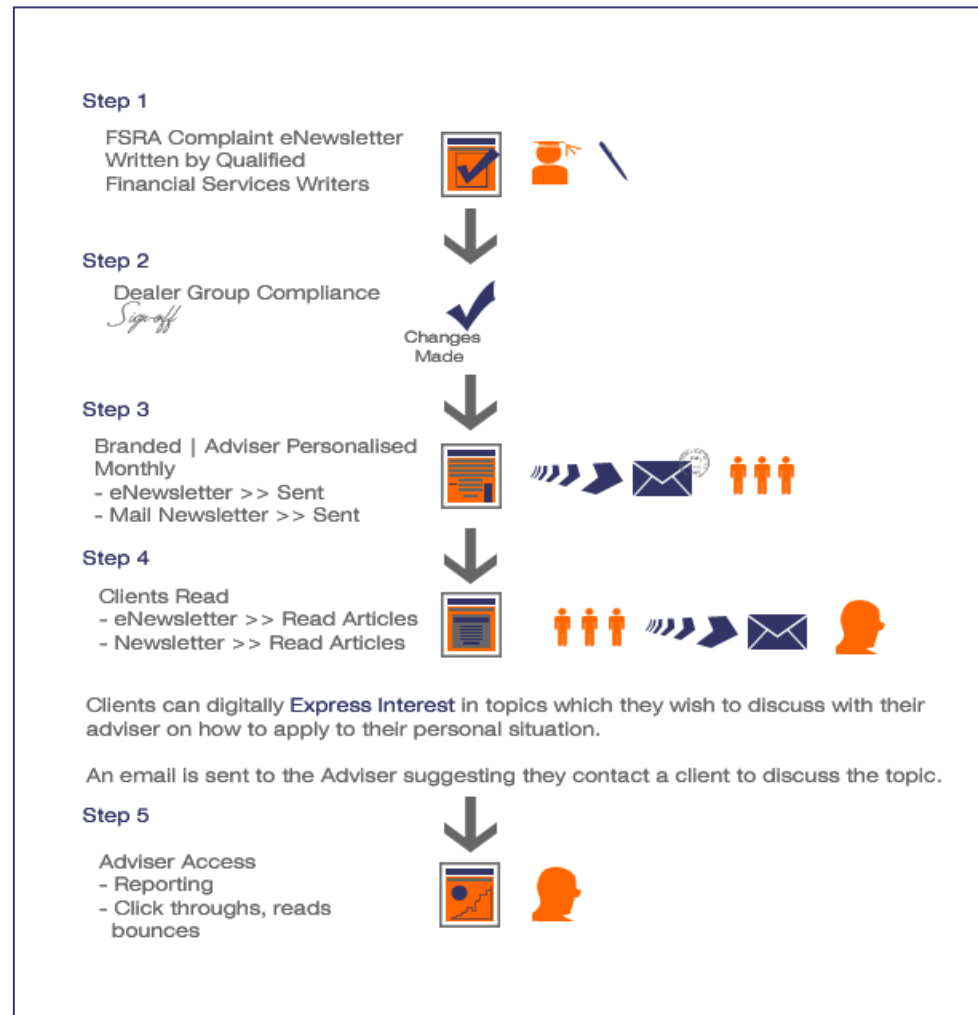 Step 1
FSRA Complaint eNewsletter
Written by Qualified
Financial Services Writers
Step 2
Dealer Group Compliance
Sign-off
Changes
Made
Step 3
Branded | Adviser Personalised
Monthly
- eNewsletter >> Sent
- Mail Newsletter >> Sent
Step 4
Clients Read
- eNewsletter >> Read Articles
- Newsletter >> Read Articles
Clients can digitally Express Interest in topics which they wish to discuss with their
adviser on how to apply to their personal situation.
An email is sent to the Adviser suggesting they contact a client to discuss the topic.
Step 5
Adviser Access
- Reporting
- Click throughs, reads
bounces